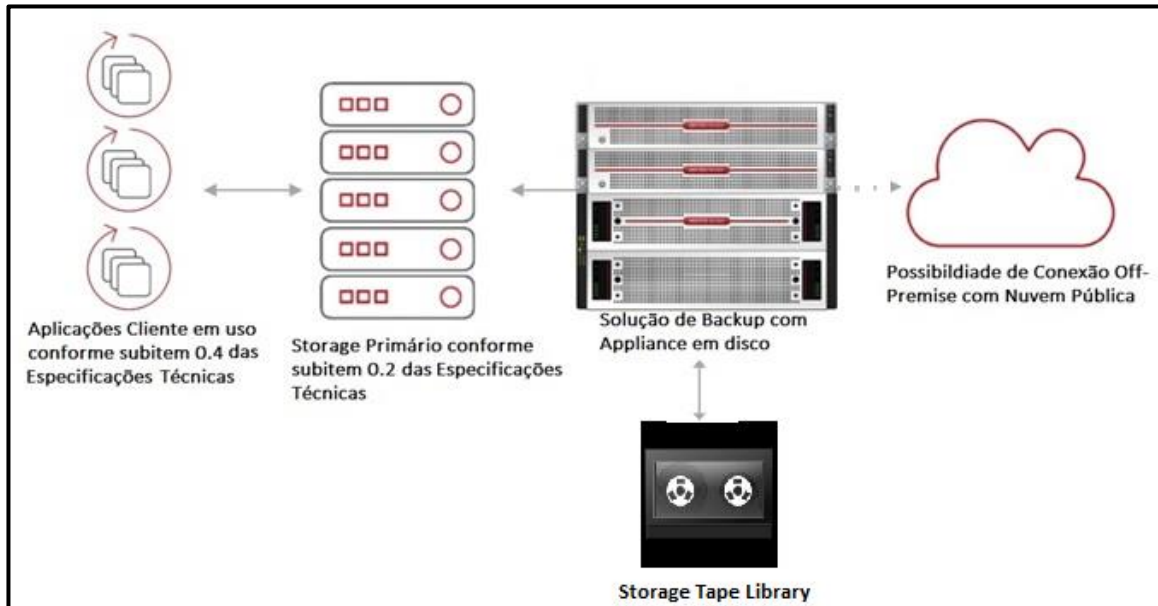 Aplicações Cliente em uso
conforme subitem 0.4 das
Especificações Técnicas
Storage Primário conforme
subitem 0.2 das Especificações
Técnicas
Solução de Backup com
Appliance em disco
Possibildiade de Conexão Off-
Premise com Nuvem Pública
Storage Tape Library